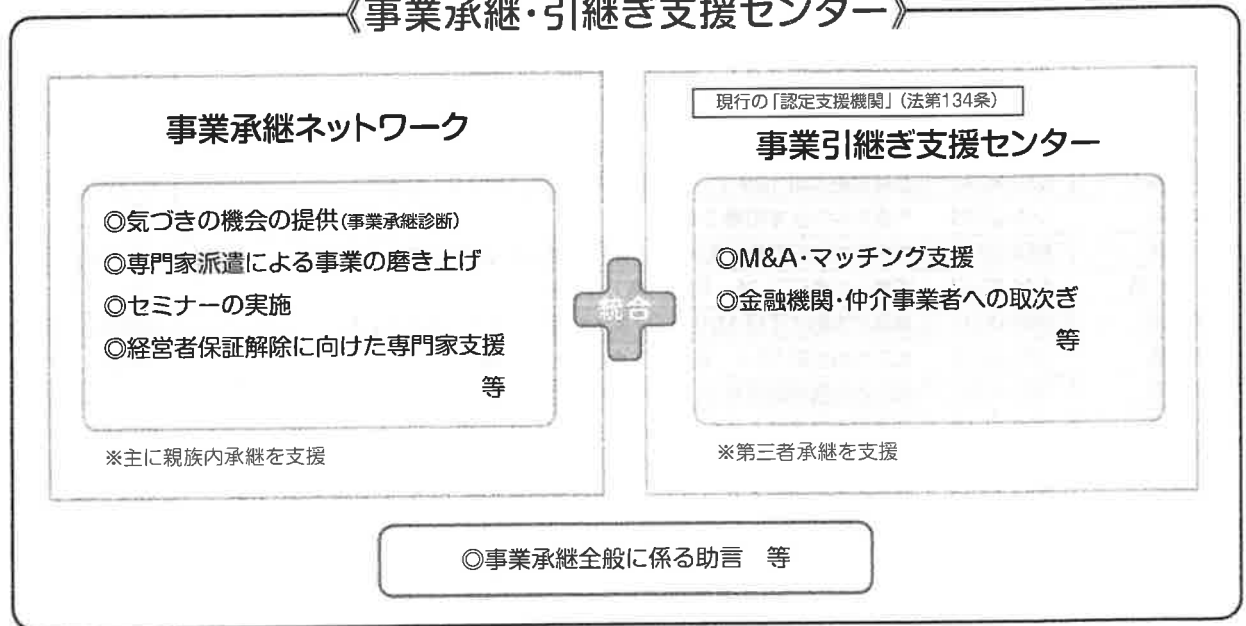 《事業承継・引継ぎ支援センター》
事業承継ネットワーク
◎気づきの機会の提供(事業承継診断)
◎専門家派遣による事業の磨き上げ
◎セミナーの実施
◎経営者保証解除に向けた専門家支援
等
※主に親族内承継を支援
統合
現行の「認定支援機関」(法第134条)
事業引継ぎ支援センター
◎M&A・マッチング支援
◎金融機関・仲介事業者への取次ぎ
等
※第三者承継を支援
◎事業承継全般に係る助言 等